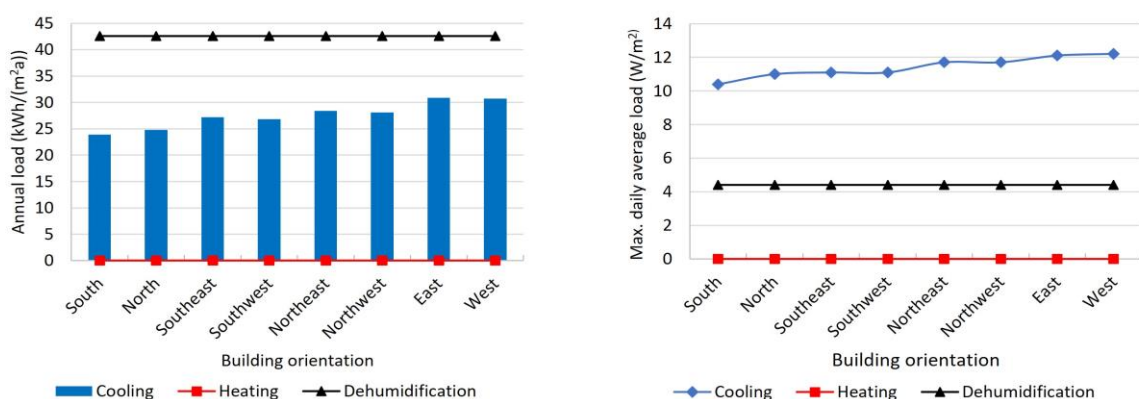 Annual load (kWh/(m²a))
45
40
35
30
25
20
15
10
5
0
South
North
Southeast
Southwest
Northeast
Northwest
East
West
Building orientation
Cooling
Heating
Dehumidification
Max. daily average load (W/m²)
14
12
10
8
6
4
2
0
South
North
Southeast
Southwest
Northeast
Northwest
East
West
Building orientation
Cooling
Heating
Dehumidification